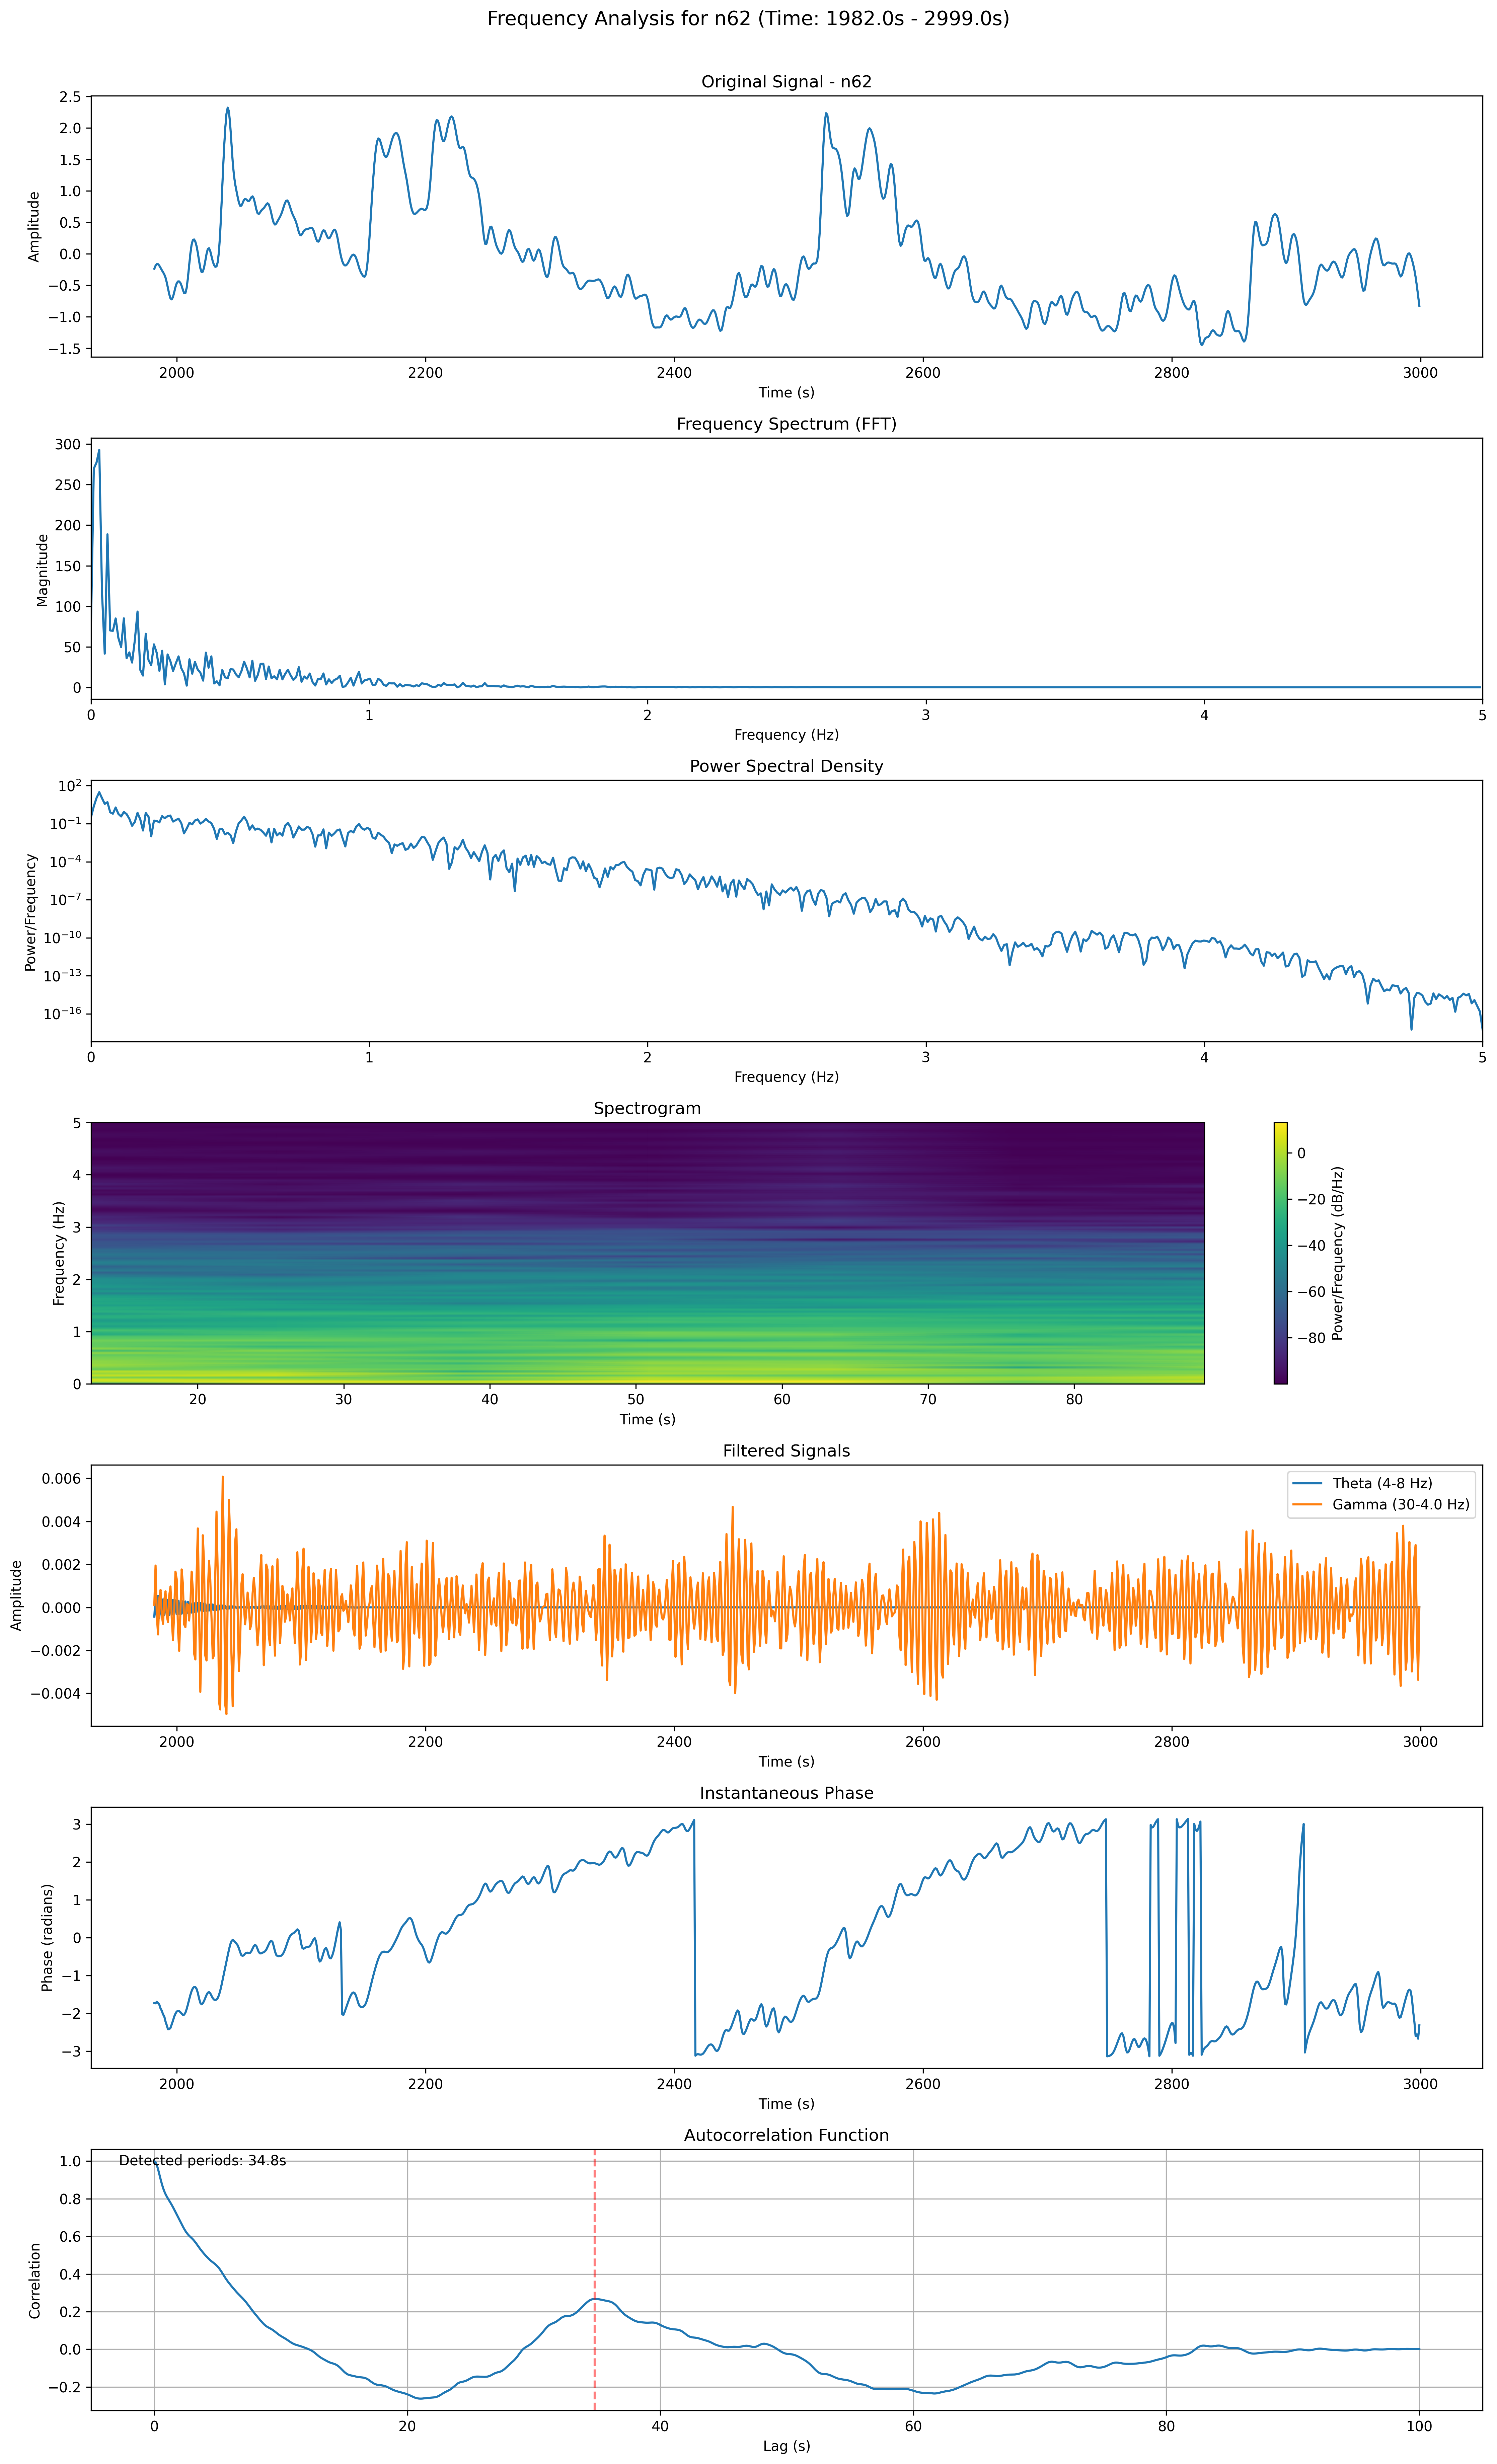 Frequency Analysis for n62 (Time: 1982.0s - 2999.0s)
Original Signal - n62
2.5
2.0
1.5
1.0
0.5
0.0
−0.5
−1.0
−1.5
Amplitude
2000 2200 2400 2600 2800 3000
Time (s)
Frequency Spectrum (FFT)
300
250
200
150
100
50
0
Magnitude
0 1 2 3 4 5
Frequency (Hz)
Power Spectral Density
10²
10⁻¹
10⁻⁴
10⁻⁷
10⁻¹⁰
10⁻¹³
10⁻¹⁶
Power/Frequency
0 1 2 3 4 5
Frequency (Hz)
Spectrogram
5
4
3
2
1
0
Frequency (Hz)
20 30 40 50 60 70 80
Time (s)
0
−20
−40
−60
−80
Power/Frequency (dB/Hz)
Filtered Signals
0.006
0.004
0.002
0.000
−0.002
−0.004
Amplitude
Theta (4-8 Hz)
Gamma (30-4.0 Hz)
2000 2200 2400 2600 2800 3000
Time (s)
Instantaneous Phase
3
2
1
0
−1
−2
−3
Phase (radians)
2000 2200 2400 2600 2800 3000
Time (s)
Autocorrelation Function
Detected periods: 34.8s
1.0
0.8
0.6
0.4
0.2
0.0
−0.2
Correlation
0 20 40 60 80 100
Lag (s)